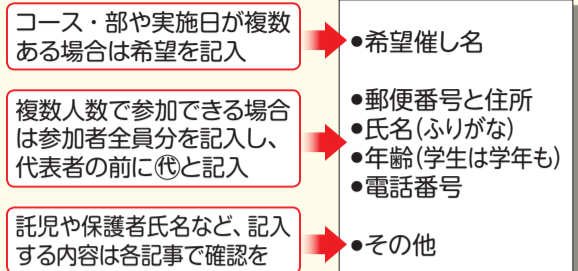 コース・部や実施日が複数
ある場合は希望を記入
●希望催し名
複数人数で参加できる場合
は参加者全員分を記入し、
代表者の前に㈹と記入
●郵便番号と住所
●氏名(ふりがな)
●年齢(学生は学年も)
●電話番号
託児や保護者氏名など、記入
する内容は各記事で確認を
●その他